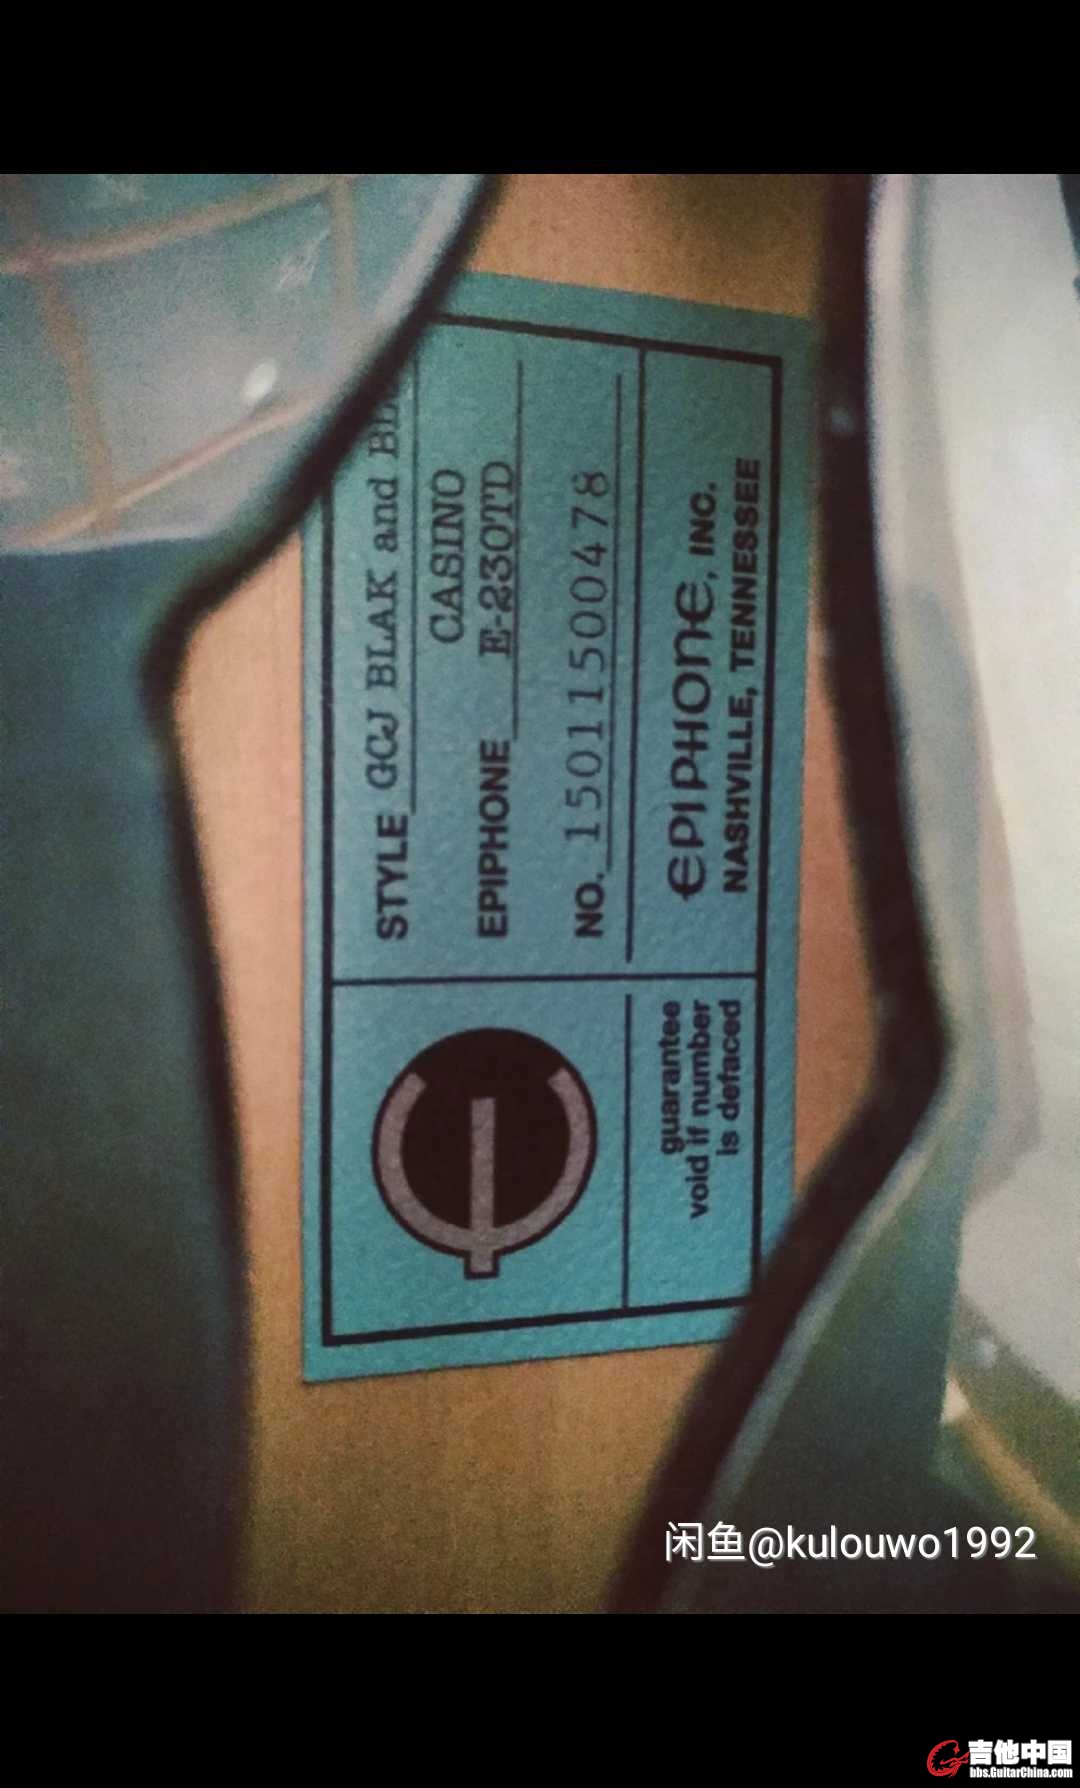 STYLE GCJ BLAK and BL
CASINO
EPIPHONE E-230TD
NO. 15011500478
EPIPHONE, INC.
NASHVILLE, TENNESSEE
guarantee
void if number
is defaced
闲鱼@kulouwo1992
吉他中国
bbs.GuitarChina.com